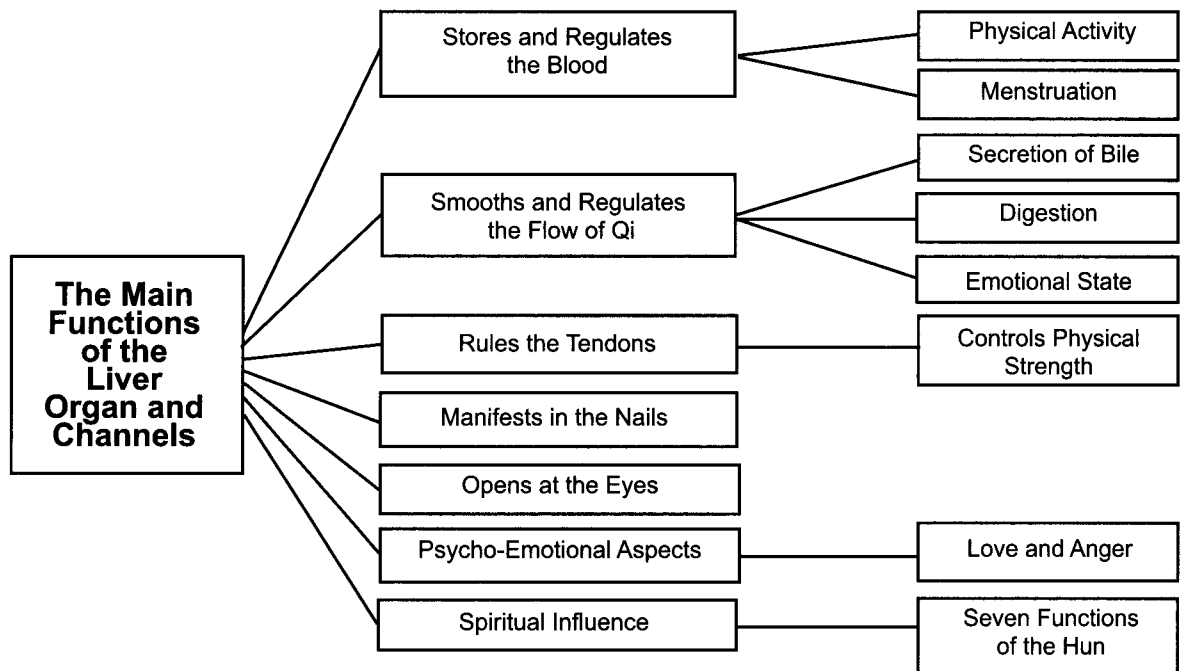 The Main
Functions
of the
Liver
Organ and
Channels
Stores and Regulates
the Blood
Physical Activity
Menstruation
Smooths and Regulates
the Flow of Qi
Secretion of Bile
Digestion
Emotional State
Rules the Tendons
Controls Physical
Strength
Manifests in the Nails
Opens at the Eyes
Psycho-Emotional Aspects
Love and Anger
Spiritual Influence
Seven Functions
of the Hun